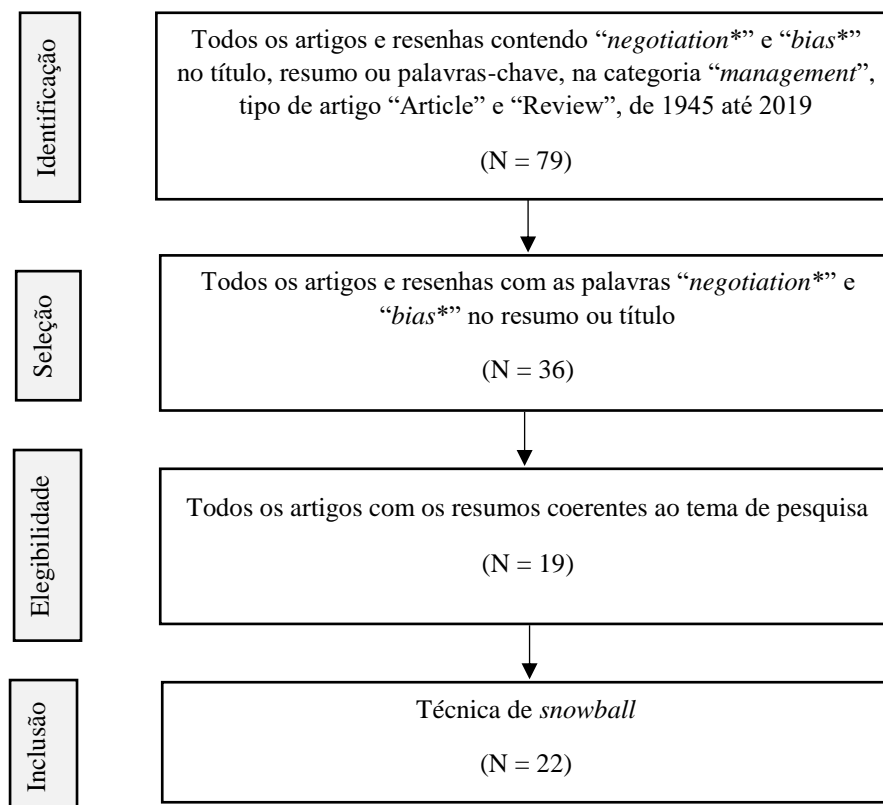 Identificação
Todos os artigos e resenhas contendo “negotiation*” e “bias*”
no título, resumo ou palavras-chave, na categoria “management”,
tipo de artigo “Article” e “Review”, de 1945 até 2019
(N = 79)
Seleção
Todos os artigos e resenhas com as palavras “negotiation*” e
“bias*” no resumo ou título
(N = 36)
Elegibilidade
Todos os artigos com os resumos coerentes ao tema de pesquisa
(N = 19)
Inclusão
Técnica de snowball
(N = 22)